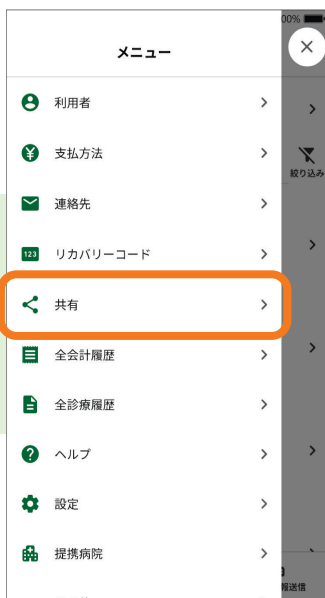 00%
メニュー
利用者
支払方法
絞り込み
連絡先
123
リカバリーコード
共有
全会計履歴
全診療履歴
ヘルプ
設定
提携病院
報送信